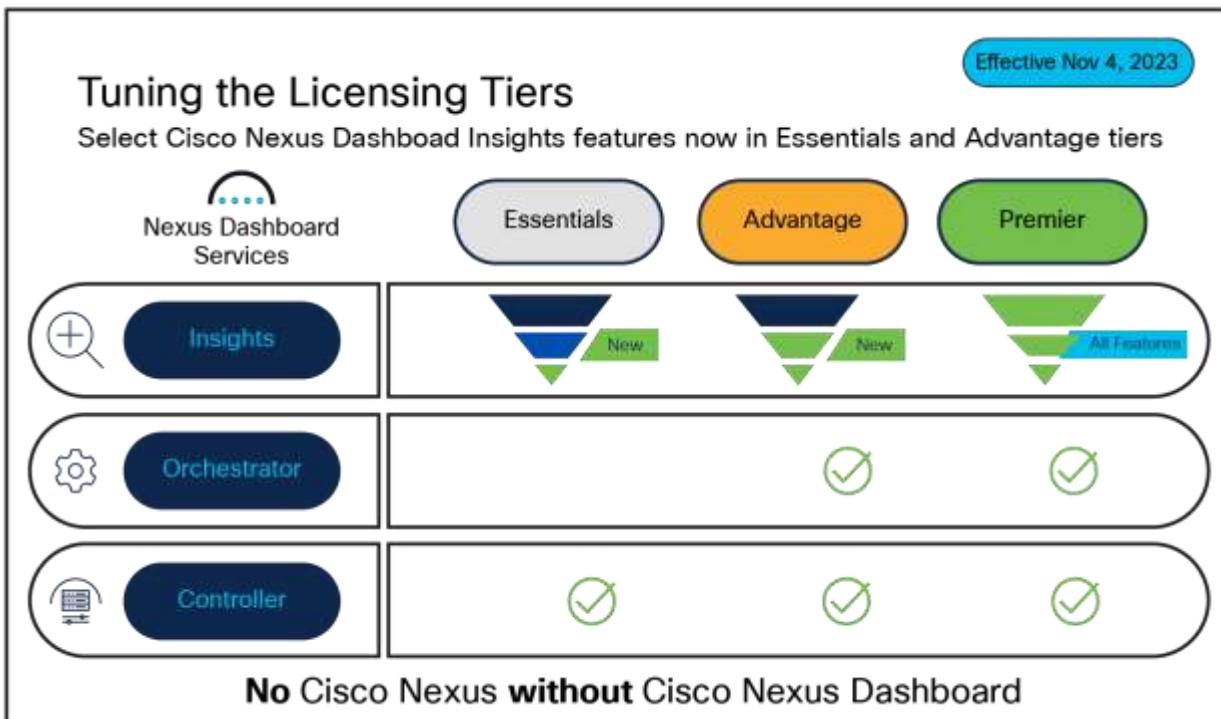 Effective Nov 4, 2023
Tuning the Licensing Tiers
Select Cisco Nexus Dashboad Insights features now in Essentials and Advantage tiers
Nexus Dashboard
Services
Essentials
Advantage
Premier
Insights
New
New
All Features
Orchestrator
Controller
No Cisco Nexus without Cisco Nexus Dashboard